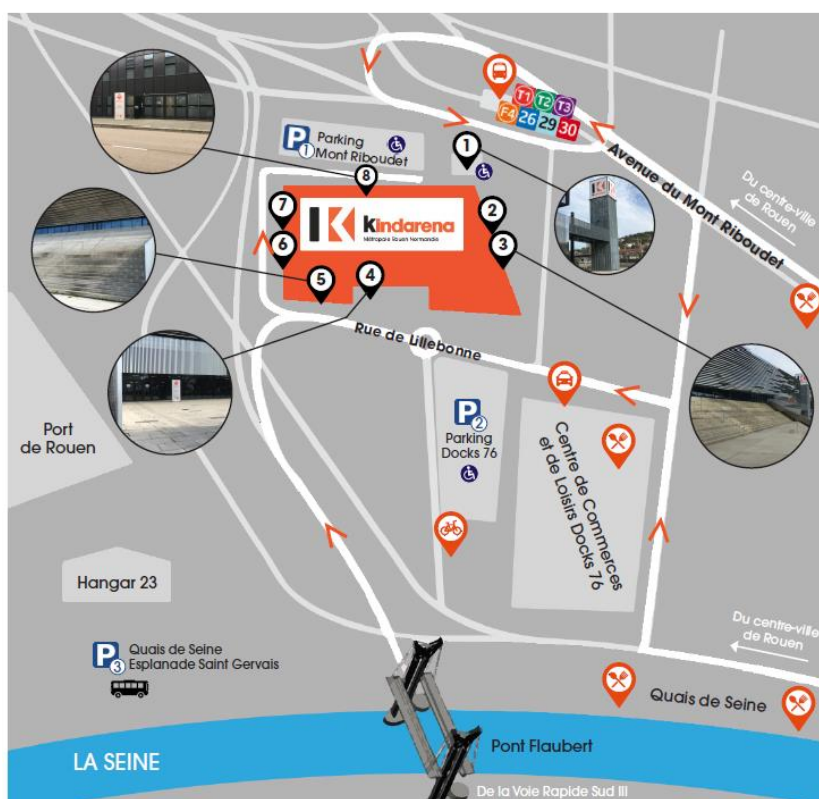 T1 T2 T3
F4 26 29 30
Avenue du Mont Riboudet
Du centre-ville
de Rouen
P 1
Parking
Mont Riboudet
1
8
7
2
K
kindarena
Métropole Rouen Normandie
6
3
5
4
Rue de Lillebonne
P 2
Parking
Docks 76
Centre de Commerces
et de Loisirs Docks 76
Port
de Rouen
Hangar 23
P 3
Quais de Seine
Esplanade Saint Gervais
Du centre-ville
de Rouen
Quais de Seine
Pont Flaubert
LA SEINE
De la Voie Rapide Sud III